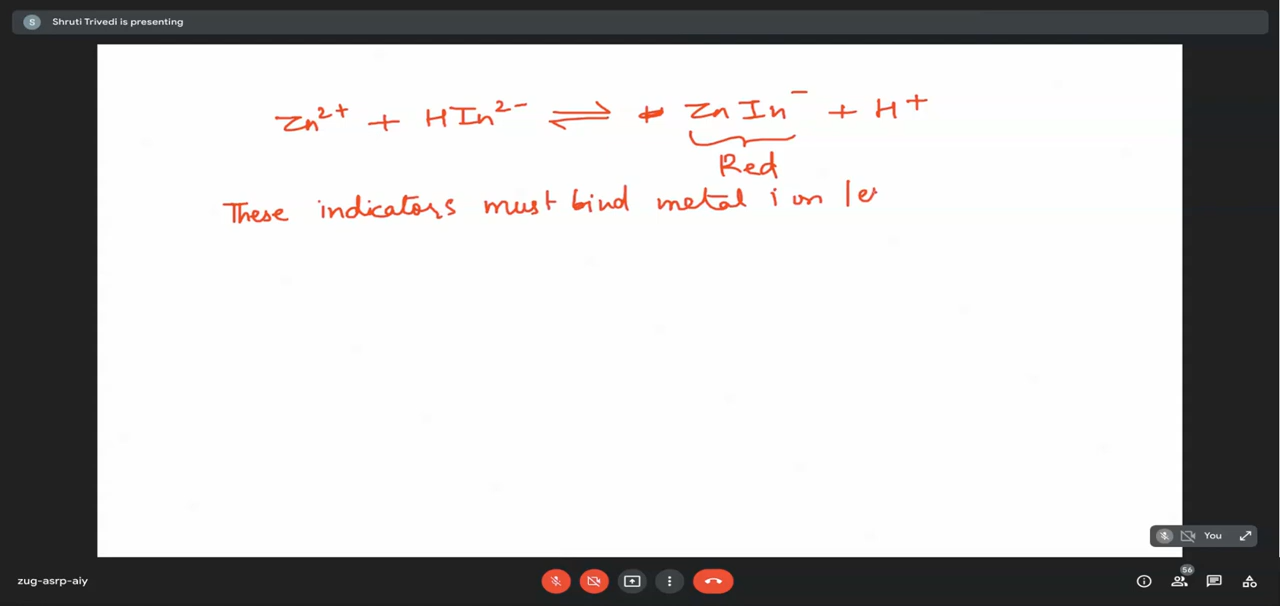 S Shruti Trivedi is presenting
Zn²⁺ + HIn²⁻ ⇌ ZnIn⁻ + H⁺
Red
These indicators must bind metal ion le
You
zug-asrp-aiy
56